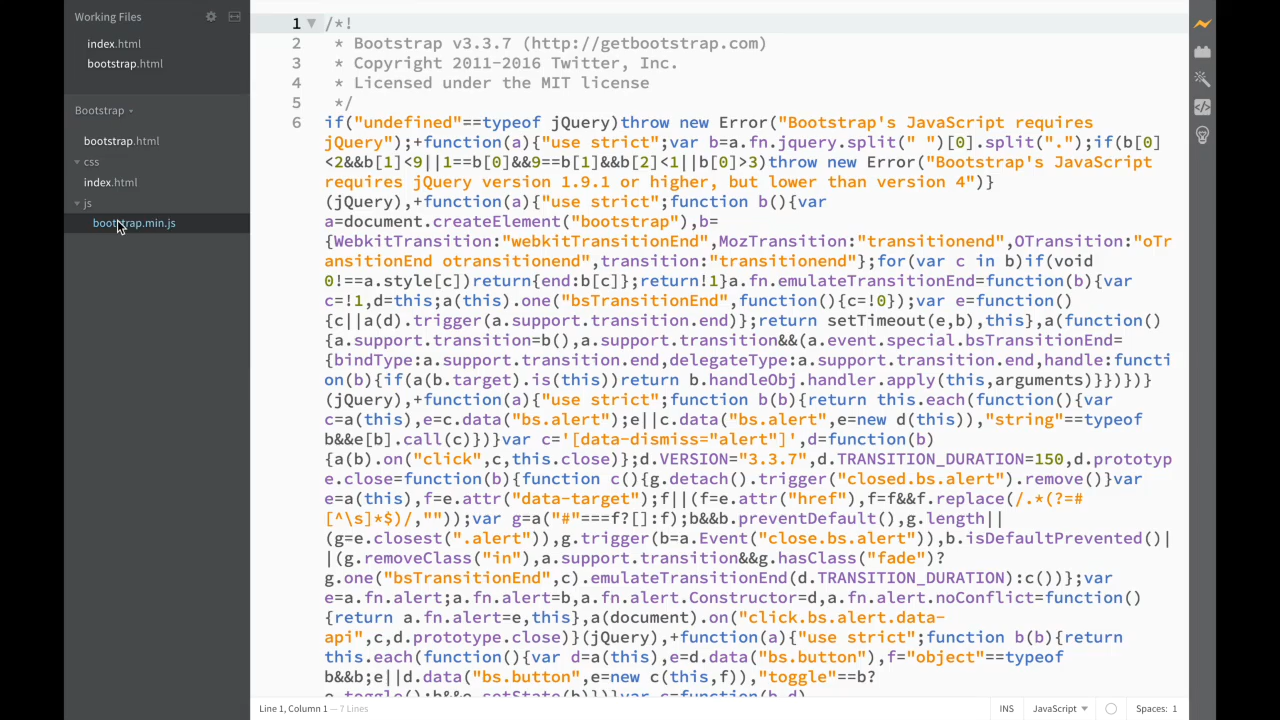 Working Files
index.html
bootstrap.html
Bootstrap
bootstrap.html
css
index.html
js
bootstrap.min.js
1 /*!
2 * Bootstrap v3.3.7 (http://getbootstrap.com)
3 * Copyright 2011-2016 Twitter, Inc.
4 * Licensed under the MIT license
5 */
6 if("undefined"==typeof jQuery)throw new Error("Bootstrap's JavaScript requires
jQuery");+function(a){"use strict";var b=a.fn.jquery.split(" ")[0].split(".");if(b[0]
<2&&b[1]<9||1==b[0]&&9==b[1]&&b[2]<1||b[0]>3)throw new Error("Bootstrap's JavaScript
requires jQuery version 1.9.1 or higher, but lower than version 4")}
(jQuery),+function(a){"use strict";function b(){var
a=document.createElement("bootstrap"),b=
{WebkitTransition:"webkitTransitionEnd",MozTransition:"transitionend",OTransition:"oTr
ansitionEnd otransitionend",transition:"transitionend"};for(var c in b)if(void
0!==a.style[c])return{end:b[c]};return!1}a.fn.emulateTransitionEnd=function(b){var
c=!1,d=this;a(this).one("bsTransitionEnd",function(){c=!0});var e=function()
{c||a(d).trigger(a.support.transition.end)};return setTimeout(e,b),this},a(function()
{a.support.transition=b(),a.support.transition&&(a.event.special.bsTransitionEnd=
{bindType:a.support.transition.end,delegateType:a.support.transition.end,handle:functi
on(b){if(a(b.target).is(this))return b.handleObj.handler.apply(this,arguments)}})})}
(jQuery),+function(a){"use strict";function b(b){return this.each(function(){var
c=a(this),e=c.data("bs.alert");e||c.data("bs.alert",e=new d(this)),"string"==typeof
b&&e[b].call(c)})}var c='[data-dismiss="alert"]',d=function(b)
{a(b).on("click",c,this.close)};d.VERSION="3.3.7",d.TRANSITION_DURATION=150,d.prototyp
e.close=function(b){function c(){g.detach().trigger("closed.bs.alert").remove()}var
e=a(this),f=e.attr("data-target");f||(f=e.attr("href"),f=f&&f.replace(/.*(?=#
[^\s]*$)/,""));var g=a("#"===f?[]:f);b&&b.preventDefault(),g.length||
(g=e.closest(".alert")),g.trigger(b=a.Event("close.bs.alert")),b.isDefaultPrevented()|
|(g.removeClass("in"),a.support.transition&&g.hasClass("fade")?
g.one("bsTransitionEnd",c).emulateTransitionEnd(d.TRANSITION_DURATION):c())};var
e=a.fn.alert;a.fn.alert=b,a.fn.alert.Constructor=d,a.fn.alert.noConflict=function()
{return a.fn.alert=e,this},a(document).on("click.bs.alert.data-
api",c,d.prototype.close)}(jQuery),+function(a){"use strict";function b(b){return
this.each(function(){var d=a(this),e=d.data("bs.button"),f="object"==typeof
b&&b;e||d.data("bs.button",e=new c(this,f)),"toggle"==b?
e.toggle():b&&e.setState(b)})}var c=function(b,d)
Line 1, Column 1 — 7 Lines
INS
JavaScript
Spaces: 1